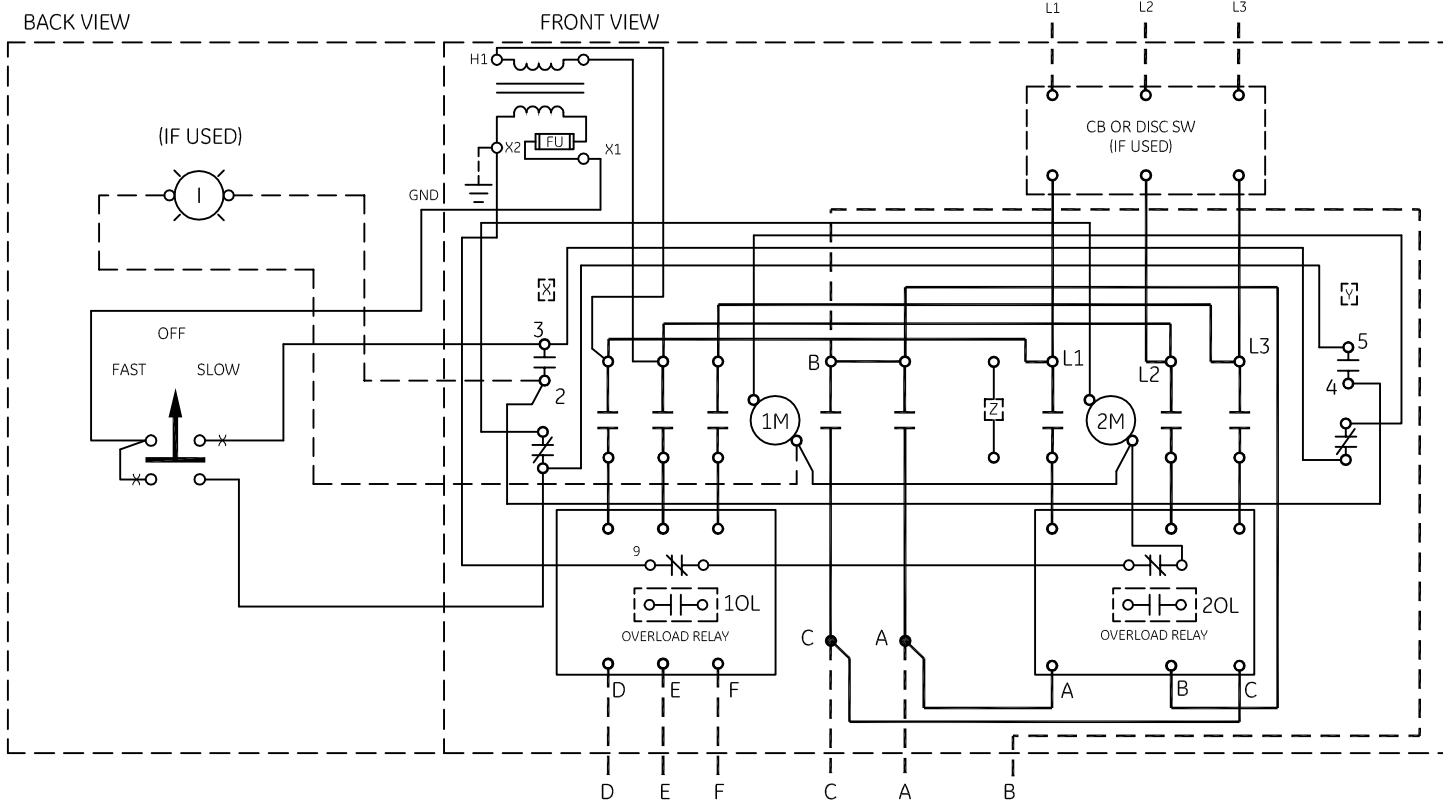 BACK VIEW
FRONT VIEW
L1
L2
L3
H1
(IF USED)
FU
X2
X1
CB OR DISC SW
(IF USED)
I
GND
X
Y
OFF
3
5
FAST
SLOW
2
B
L1
L2
L3
4
Z
1M
2M
X
X
9
1OL
2OL
OVERLOAD RELAY
OVERLOAD RELAY
C
A
D
E
F
A
B
C
D
E
F
C
A
B